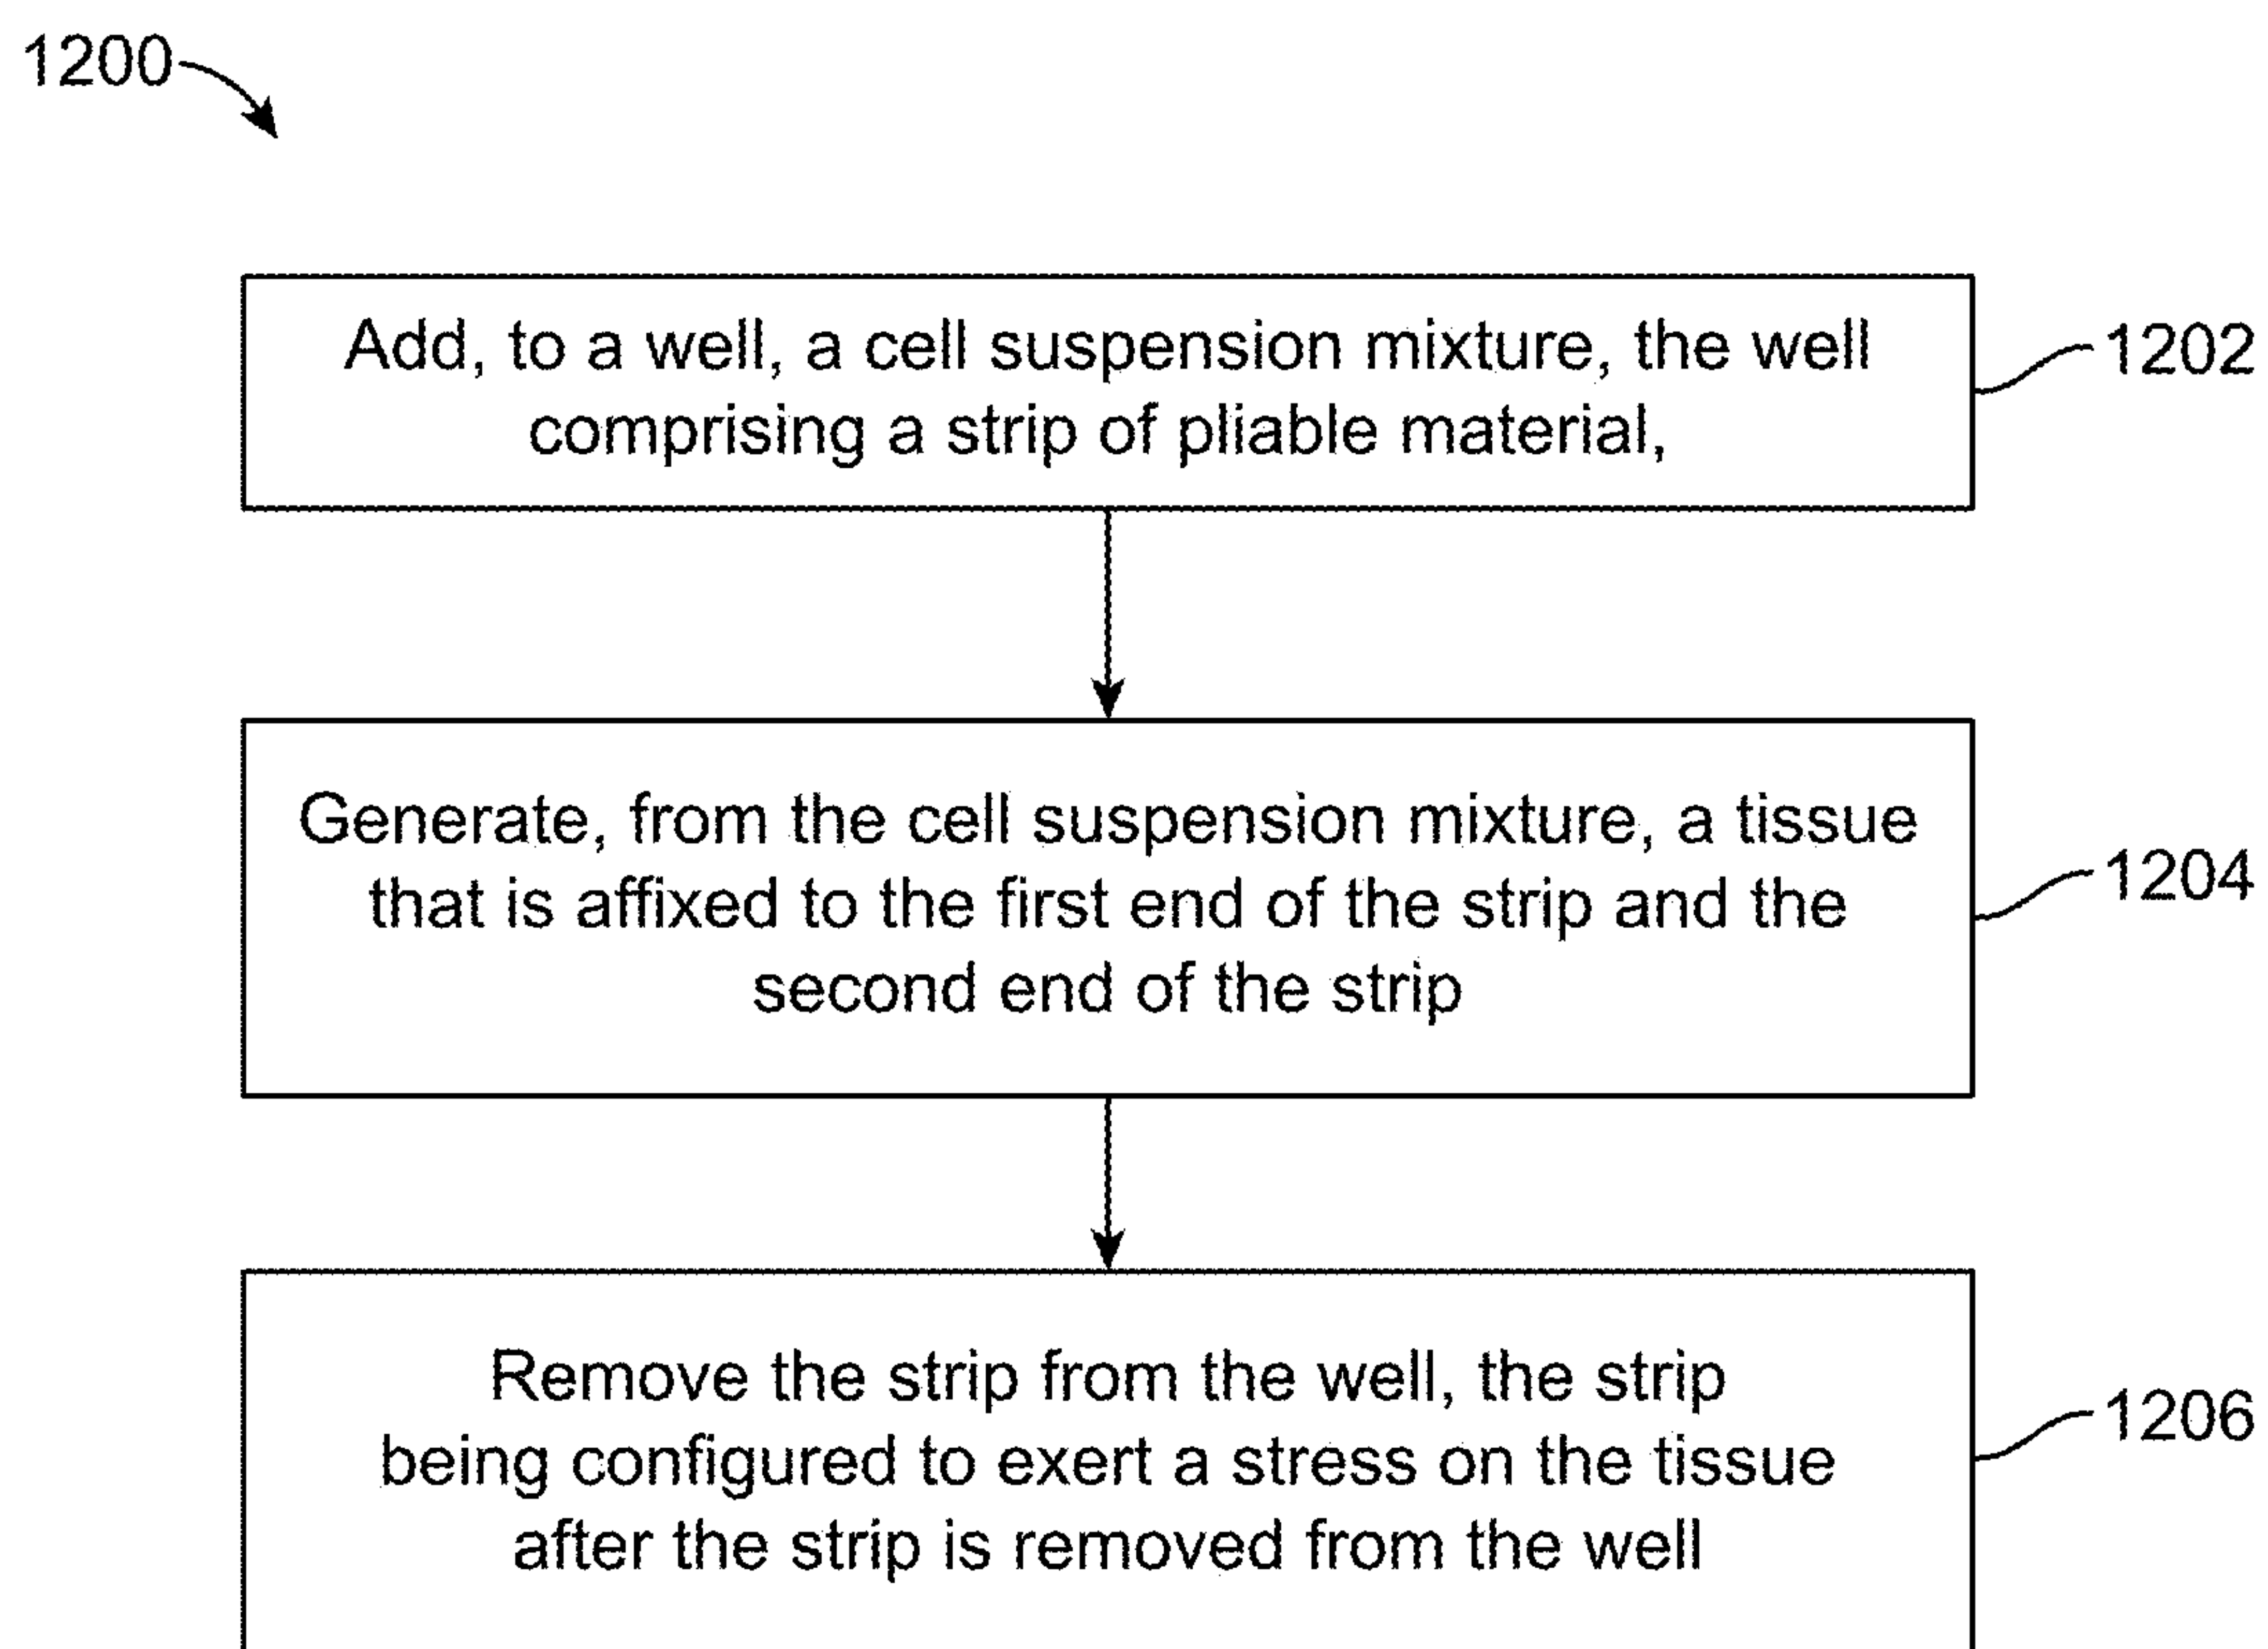 1200
Add, to a well, a cell suspension mixture, the well
comprising a strip of pliable material,
1202
Generate, from the cell suspension mixture, a tissue
that is affixed to the first end of the strip and the
second end of the strip
1204
Remove the strip from the well, the strip
being configured to exert a stress on the tissue
after the strip is removed from the well
1206